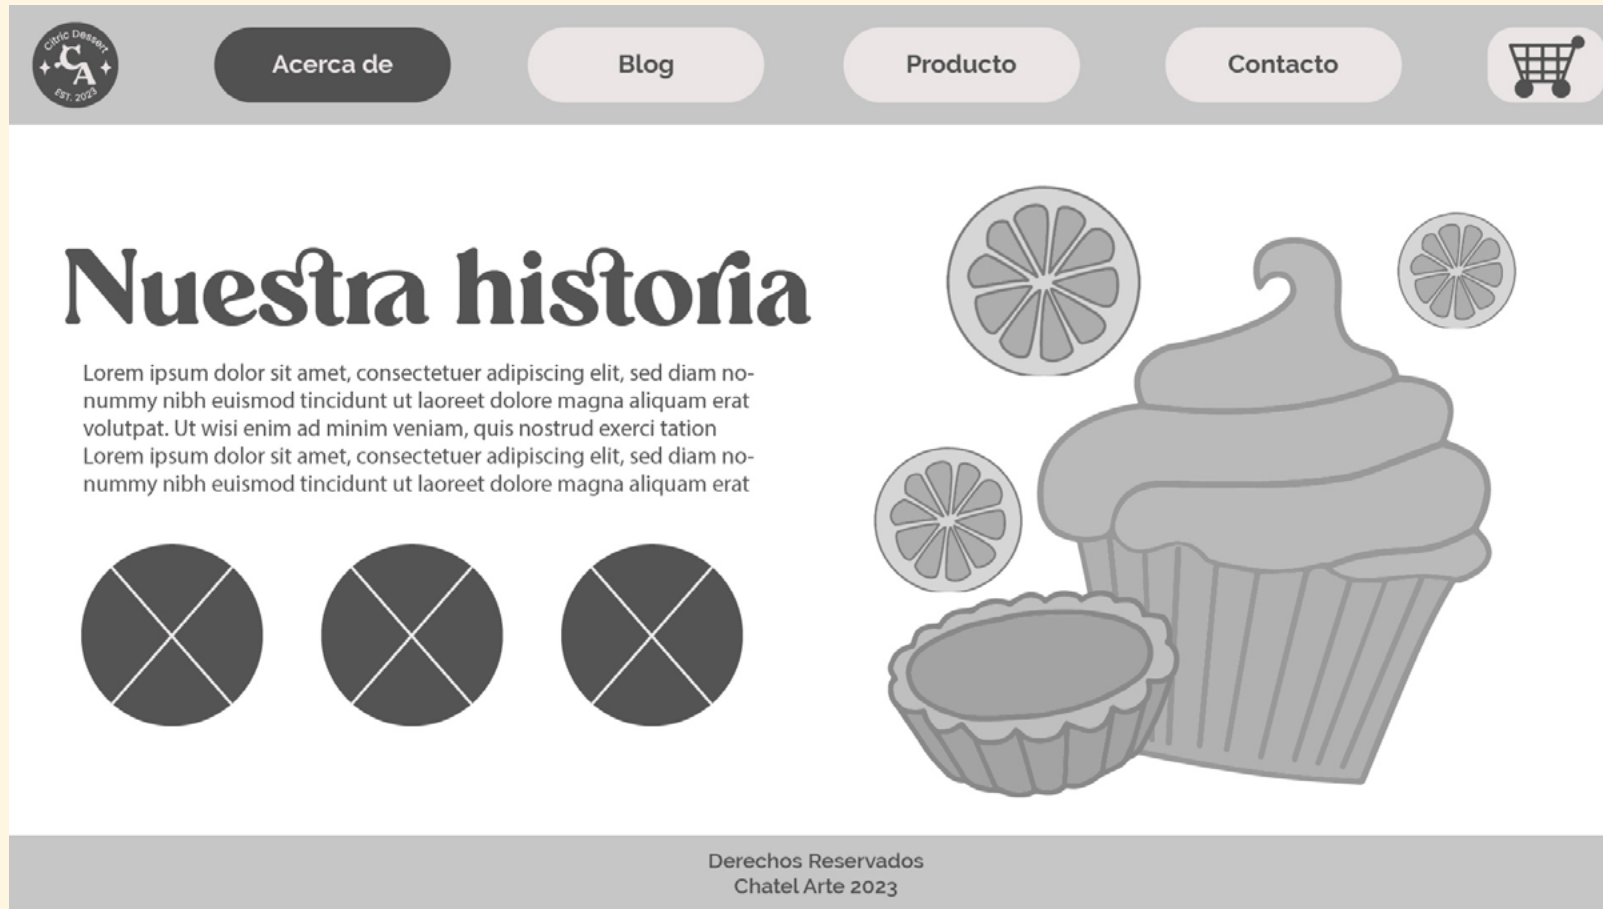 Citric Dessert
CA
EST. 2023
Acerca de
Blog
Producto
Contacto
Nuestra historia
Lorem ipsum dolor sit amet, consectetuer adipiscing elit, sed diam no-
nummy nibh euismod tincidunt ut laoreet dolore magna aliquam erat
volutpat. Ut wisi enim ad minim veniam, quis nostrud exerci tation
Lorem ipsum dolor sit amet, consectetuer adipiscing elit, sed diam no-
nummy nibh euismod tincidunt ut laoreet dolore magna aliquam erat
Derechos Reservados
Chatel Arte 2023